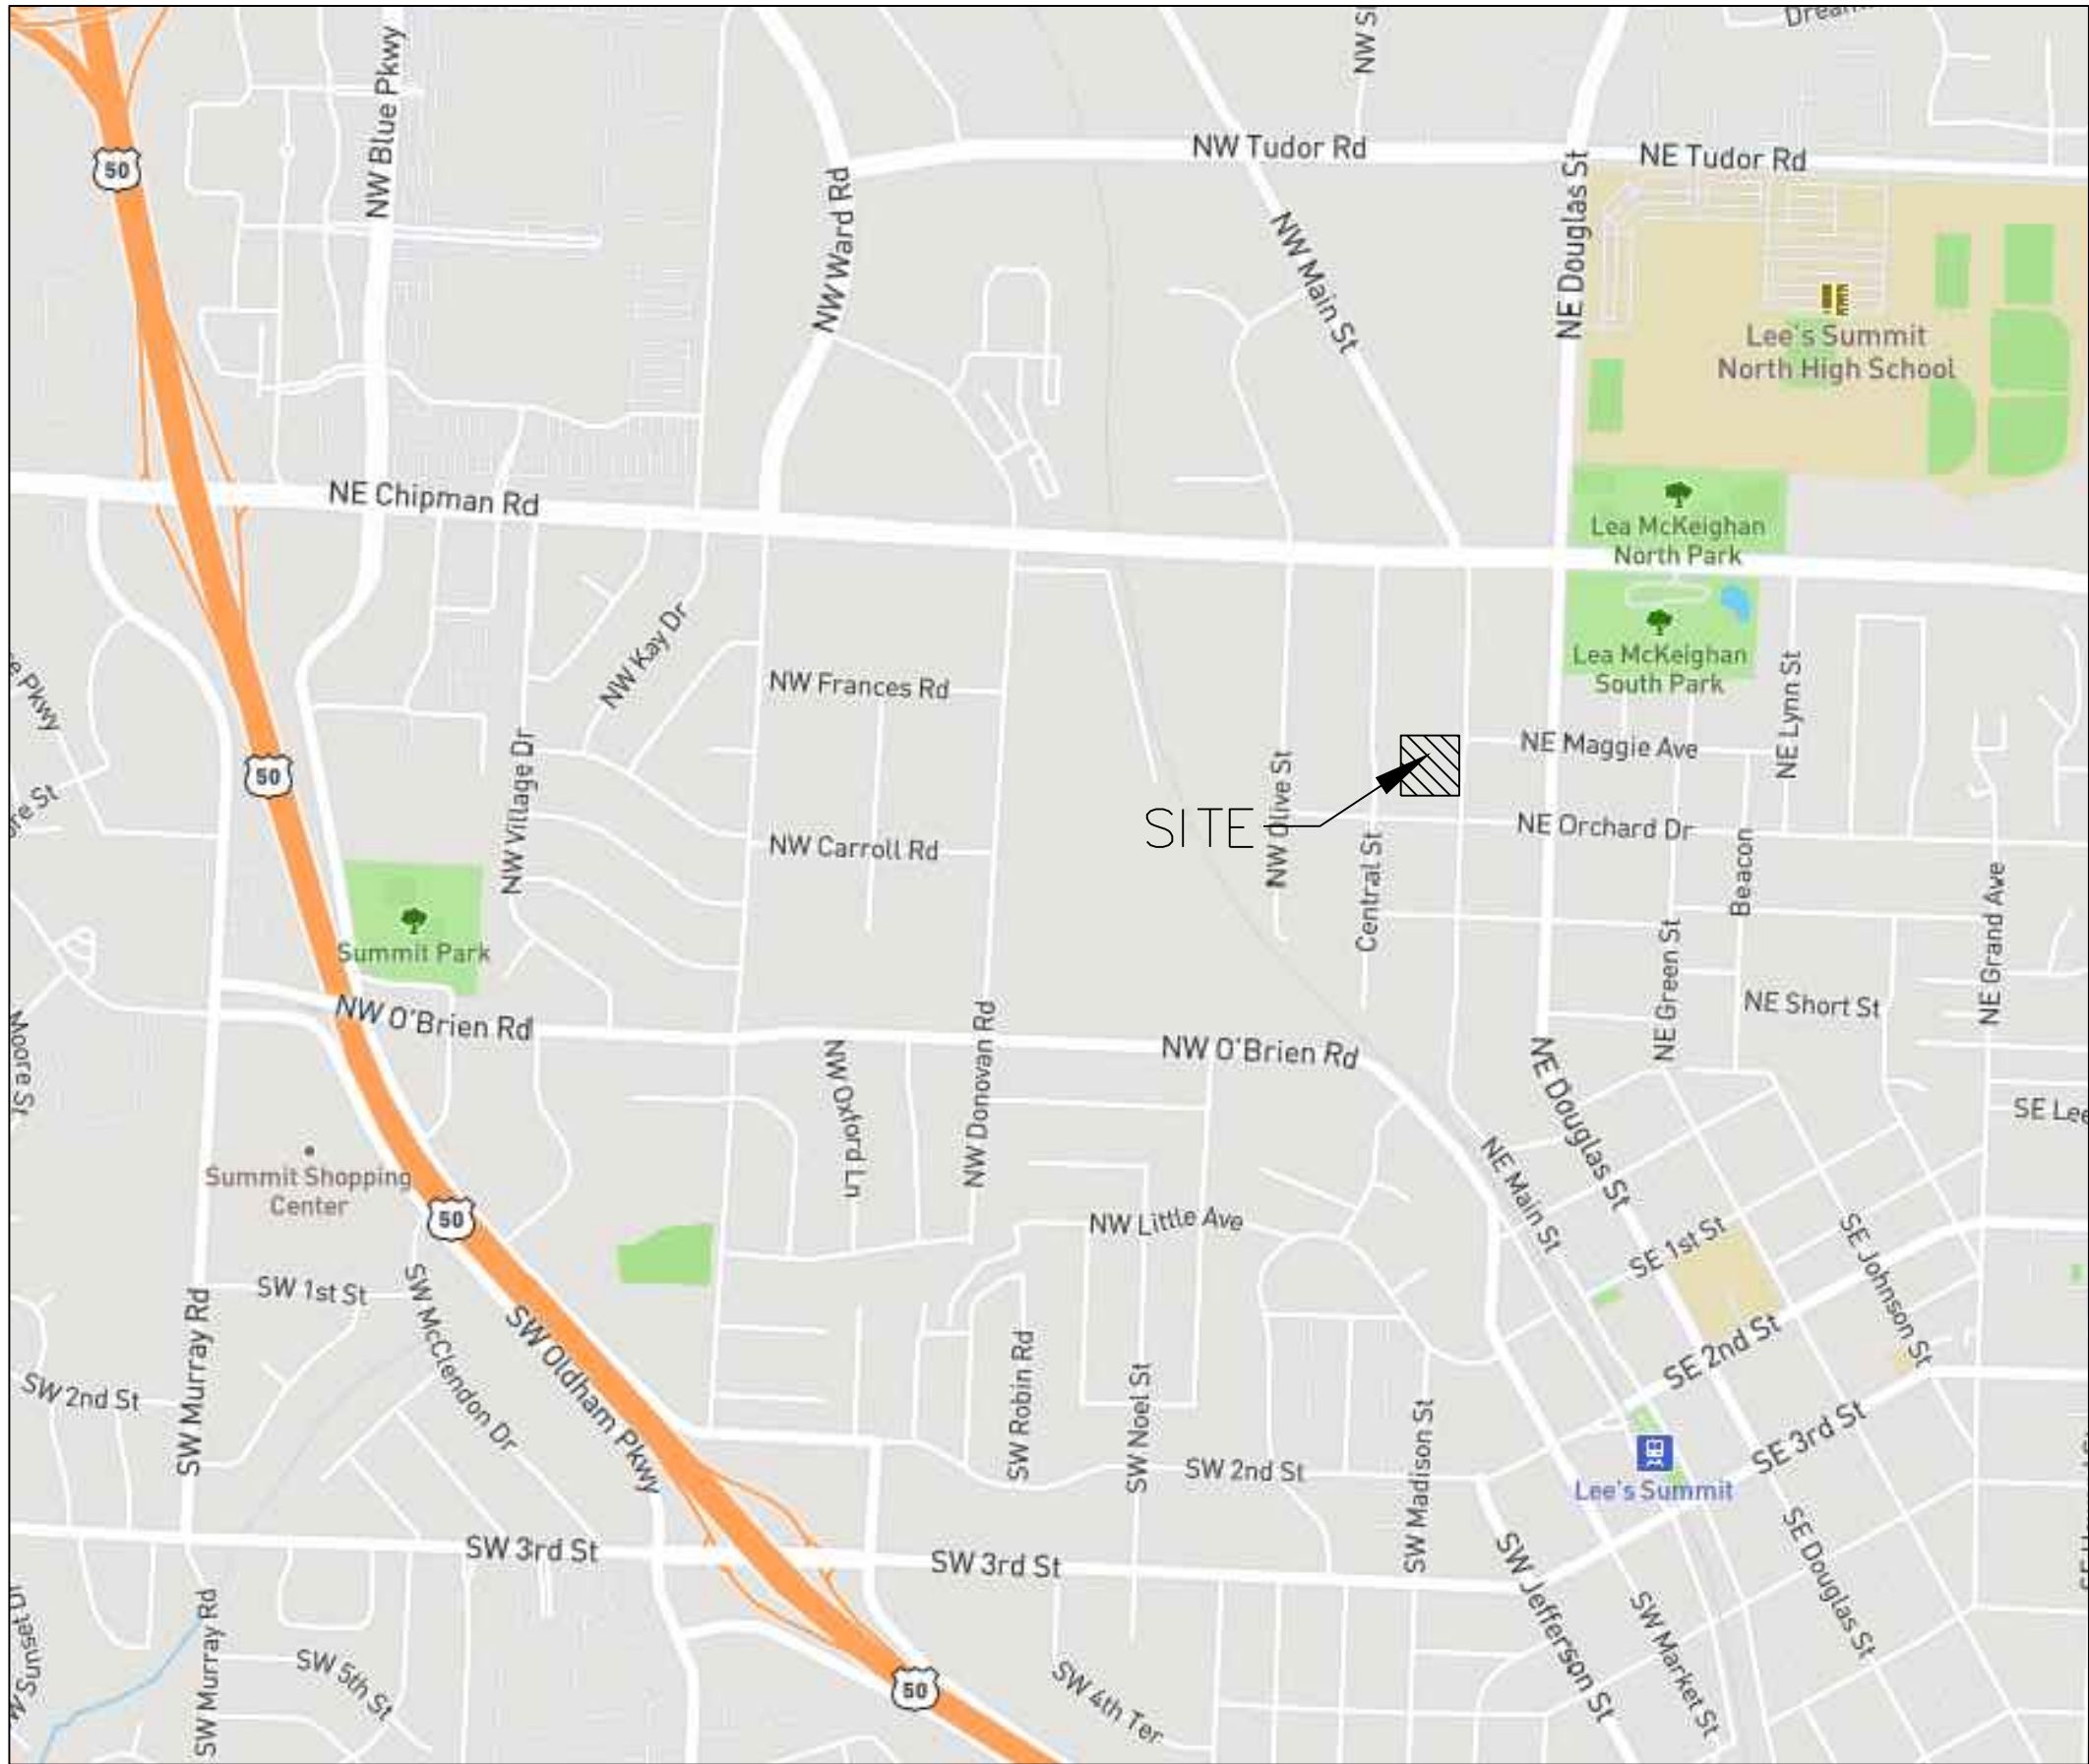 NW Blue Pkwy
50
NW Tudor Rd
NE Tudor Rd
NW Ward Rd
NW Main St
NE Douglas St
Lee's Summit
North High School
NE Chipman Rd
Lea McKeighan
North Park
Lea McKeighan
South Park
NW Kay Dr
NW Frances Rd
NE Lynn St
NE Maggie Ave
50
NW Village Dr
NW Olive St
SITE
NE Orchard Dr
NW Carroll Rd
Central St
Beacon
NE Grand Ave
Summit Park
NE Green St
NE Short St
NW O'Brien Rd
NW O'Brien Rd
Moore St
NW Oxford Ln
NW Donovan Rd
NE Douglas St
SE Lee
Summit Shopping
Center
50
NE Main St
NW Little Ave
SE 1st St
SE Johnson St
SW 1st St
SW McClendon Dr
SW Oldham Pkwy
SW Murray Rd
SW 2nd St
SW Robin Rd
SW Noel St
SW Madison St
SE 2nd St
SE 3rd St
SW 2nd St
Lee's Summit
SW 3rd St
SW 3rd St
SW Jefferson St
SE Douglas St
SW Market St
SW Murray Rd
SW 5th St
50
SW 4th Ter